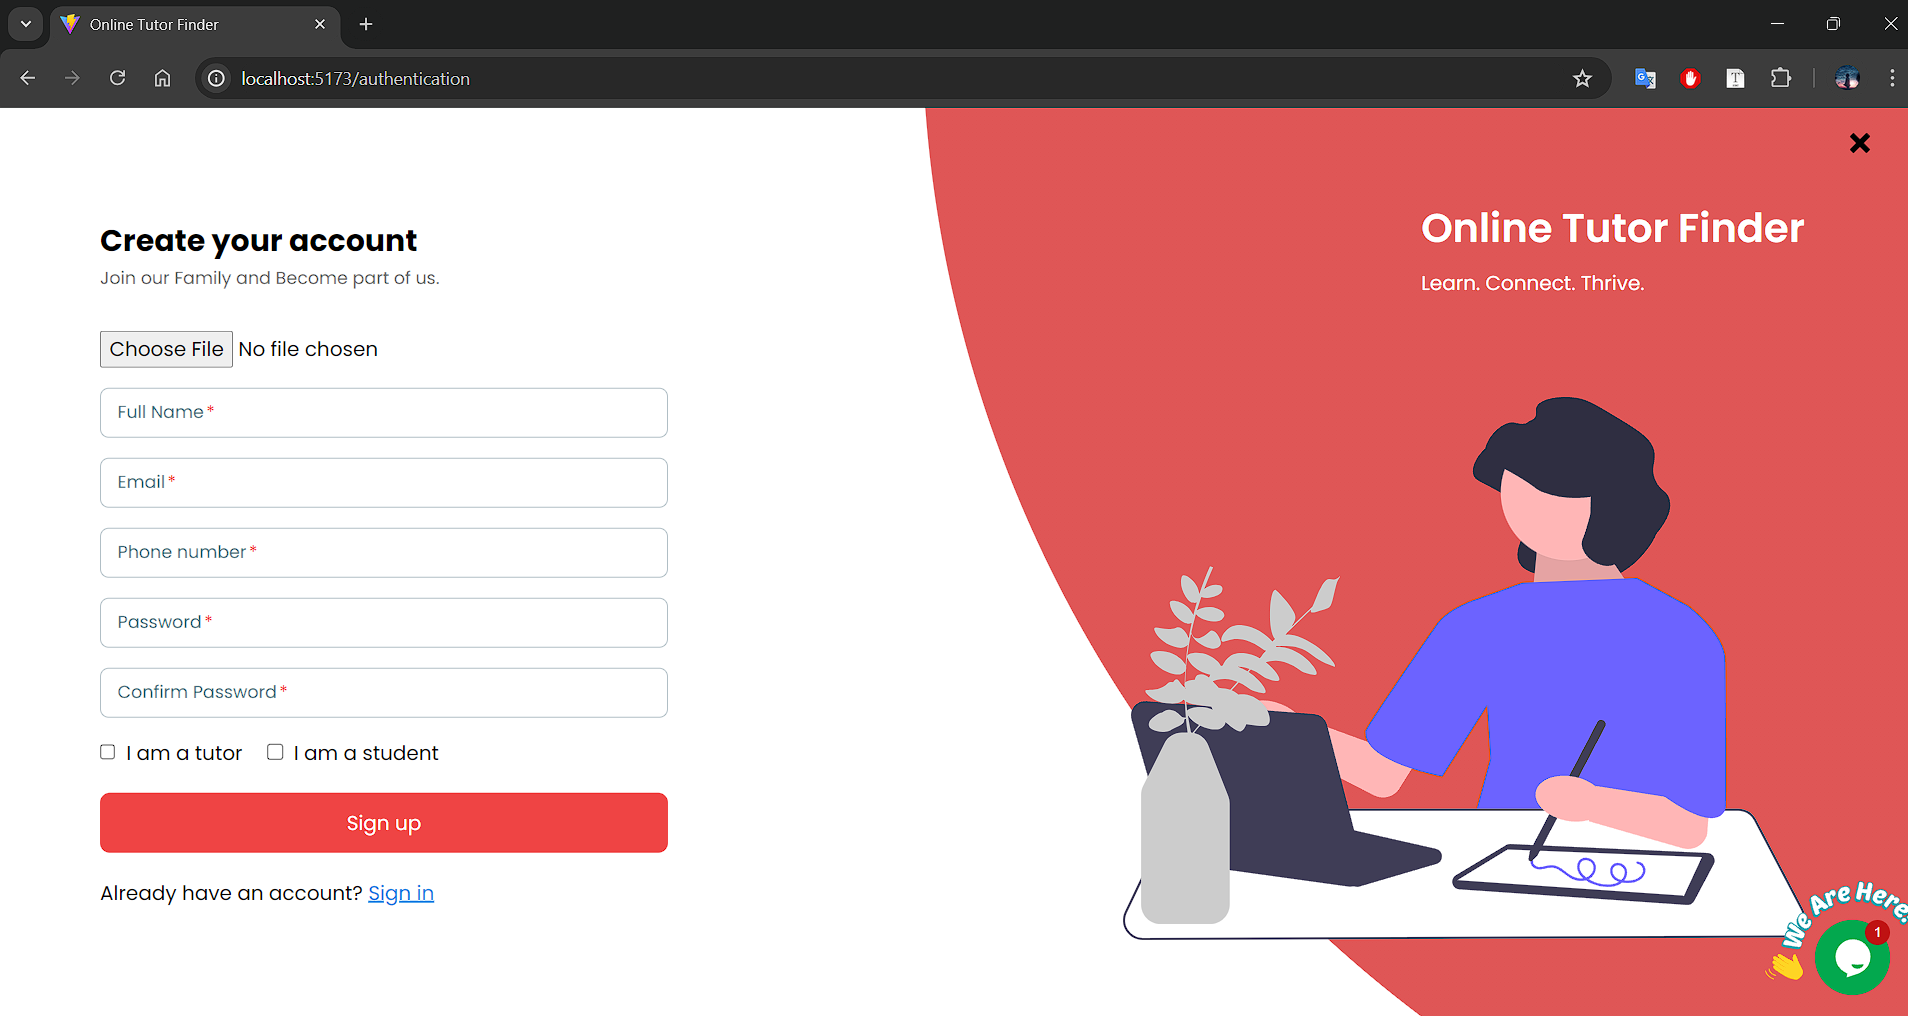 Online Tutor Finder
localhost:5173/authentication
Create your account
Join our Family and Become part of us.
Choose File No file chosen
Full Name *
Email *
Phone number *
Password *
Confirm Password *
I am a tutor I am a student
Sign up
Already have an account? Sign in
Online Tutor Finder
Learn. Connect. Thrive.
We Are Here!
1